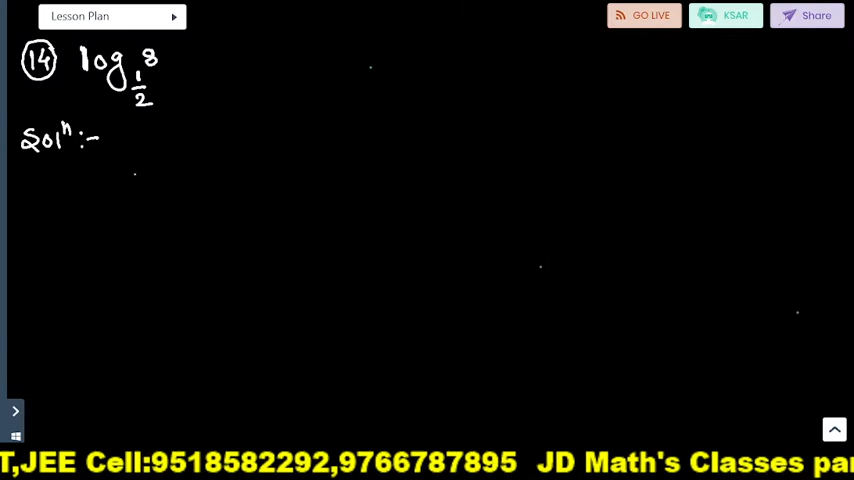 Lesson Plan
GO LIVE
KSAR
Share
14 log 1/2 8
Solⁿ :-
T,JEE Cell:9518582292,9766787895 JD Math's Classes par